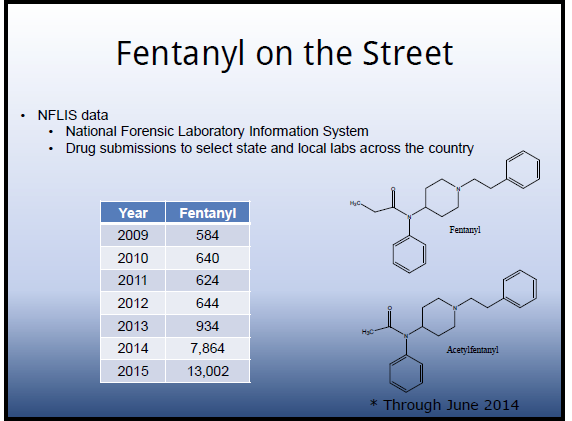 Fentanyl on the Street
• NFLIS data
• National Forensic Laboratory Information System
• Drug submissions to select state and local labs across the country
Year Fentanyl
2009 584
2010 640
2011 624
2012 644
2013 934
2014 7,864
2015 13,002
O
H₃C
N
N
Fentanyl
O
H₃C
N
N
Acetylfentanyl
* Through June 2014